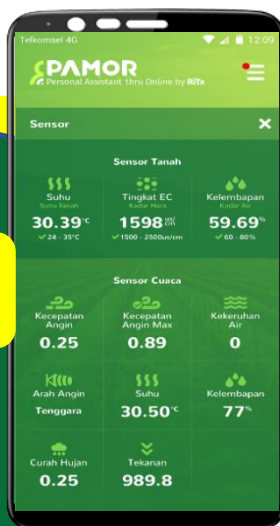 Telkomsel 4G 12:09
SPAMOR
Personal Assistant thru Online by RiTx
Sensor
Sensor Tanah
Suhu Tingkat EC Kelembapan
Suhu Tanah Kadar Hara Kadar Air
30.39°C 1598 us/cm 59.69%
24 - 35°C 1500 - 2500us/cm 60 - 80%
Sensor Cuaca
Kecepatan Kecepatan Kekeruhan
Angin Angin Max Air
0.25 0.89 0
Arah Angin Suhu Kelembapan
Tenggara 30.50°C 77%
Curah Hujan Tekanan
0.25 989.8